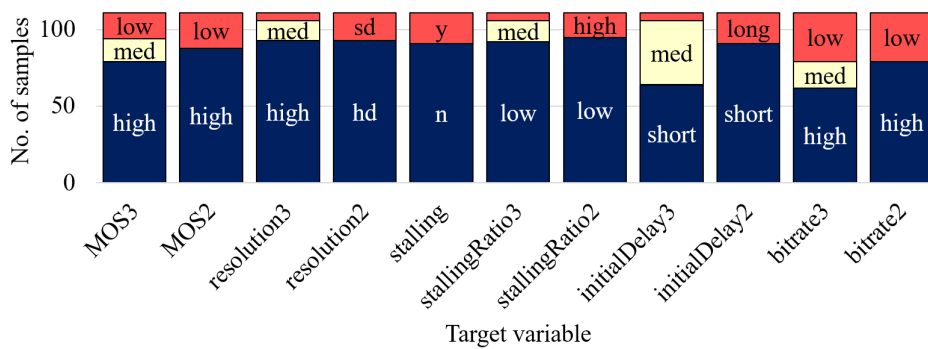 No. of samples
100
50
0
low
med
high
low
high
med
high
sd
hd
y
n
med
low
high
low
med
short
long
short
low
med
high
low
high
MOS3
MOS2
resolution3
resolution2
stalling
stallingRatio3
stallingRatio2
initialDelay3
initialDelay2
bitrate3
bitrate2
Target variable